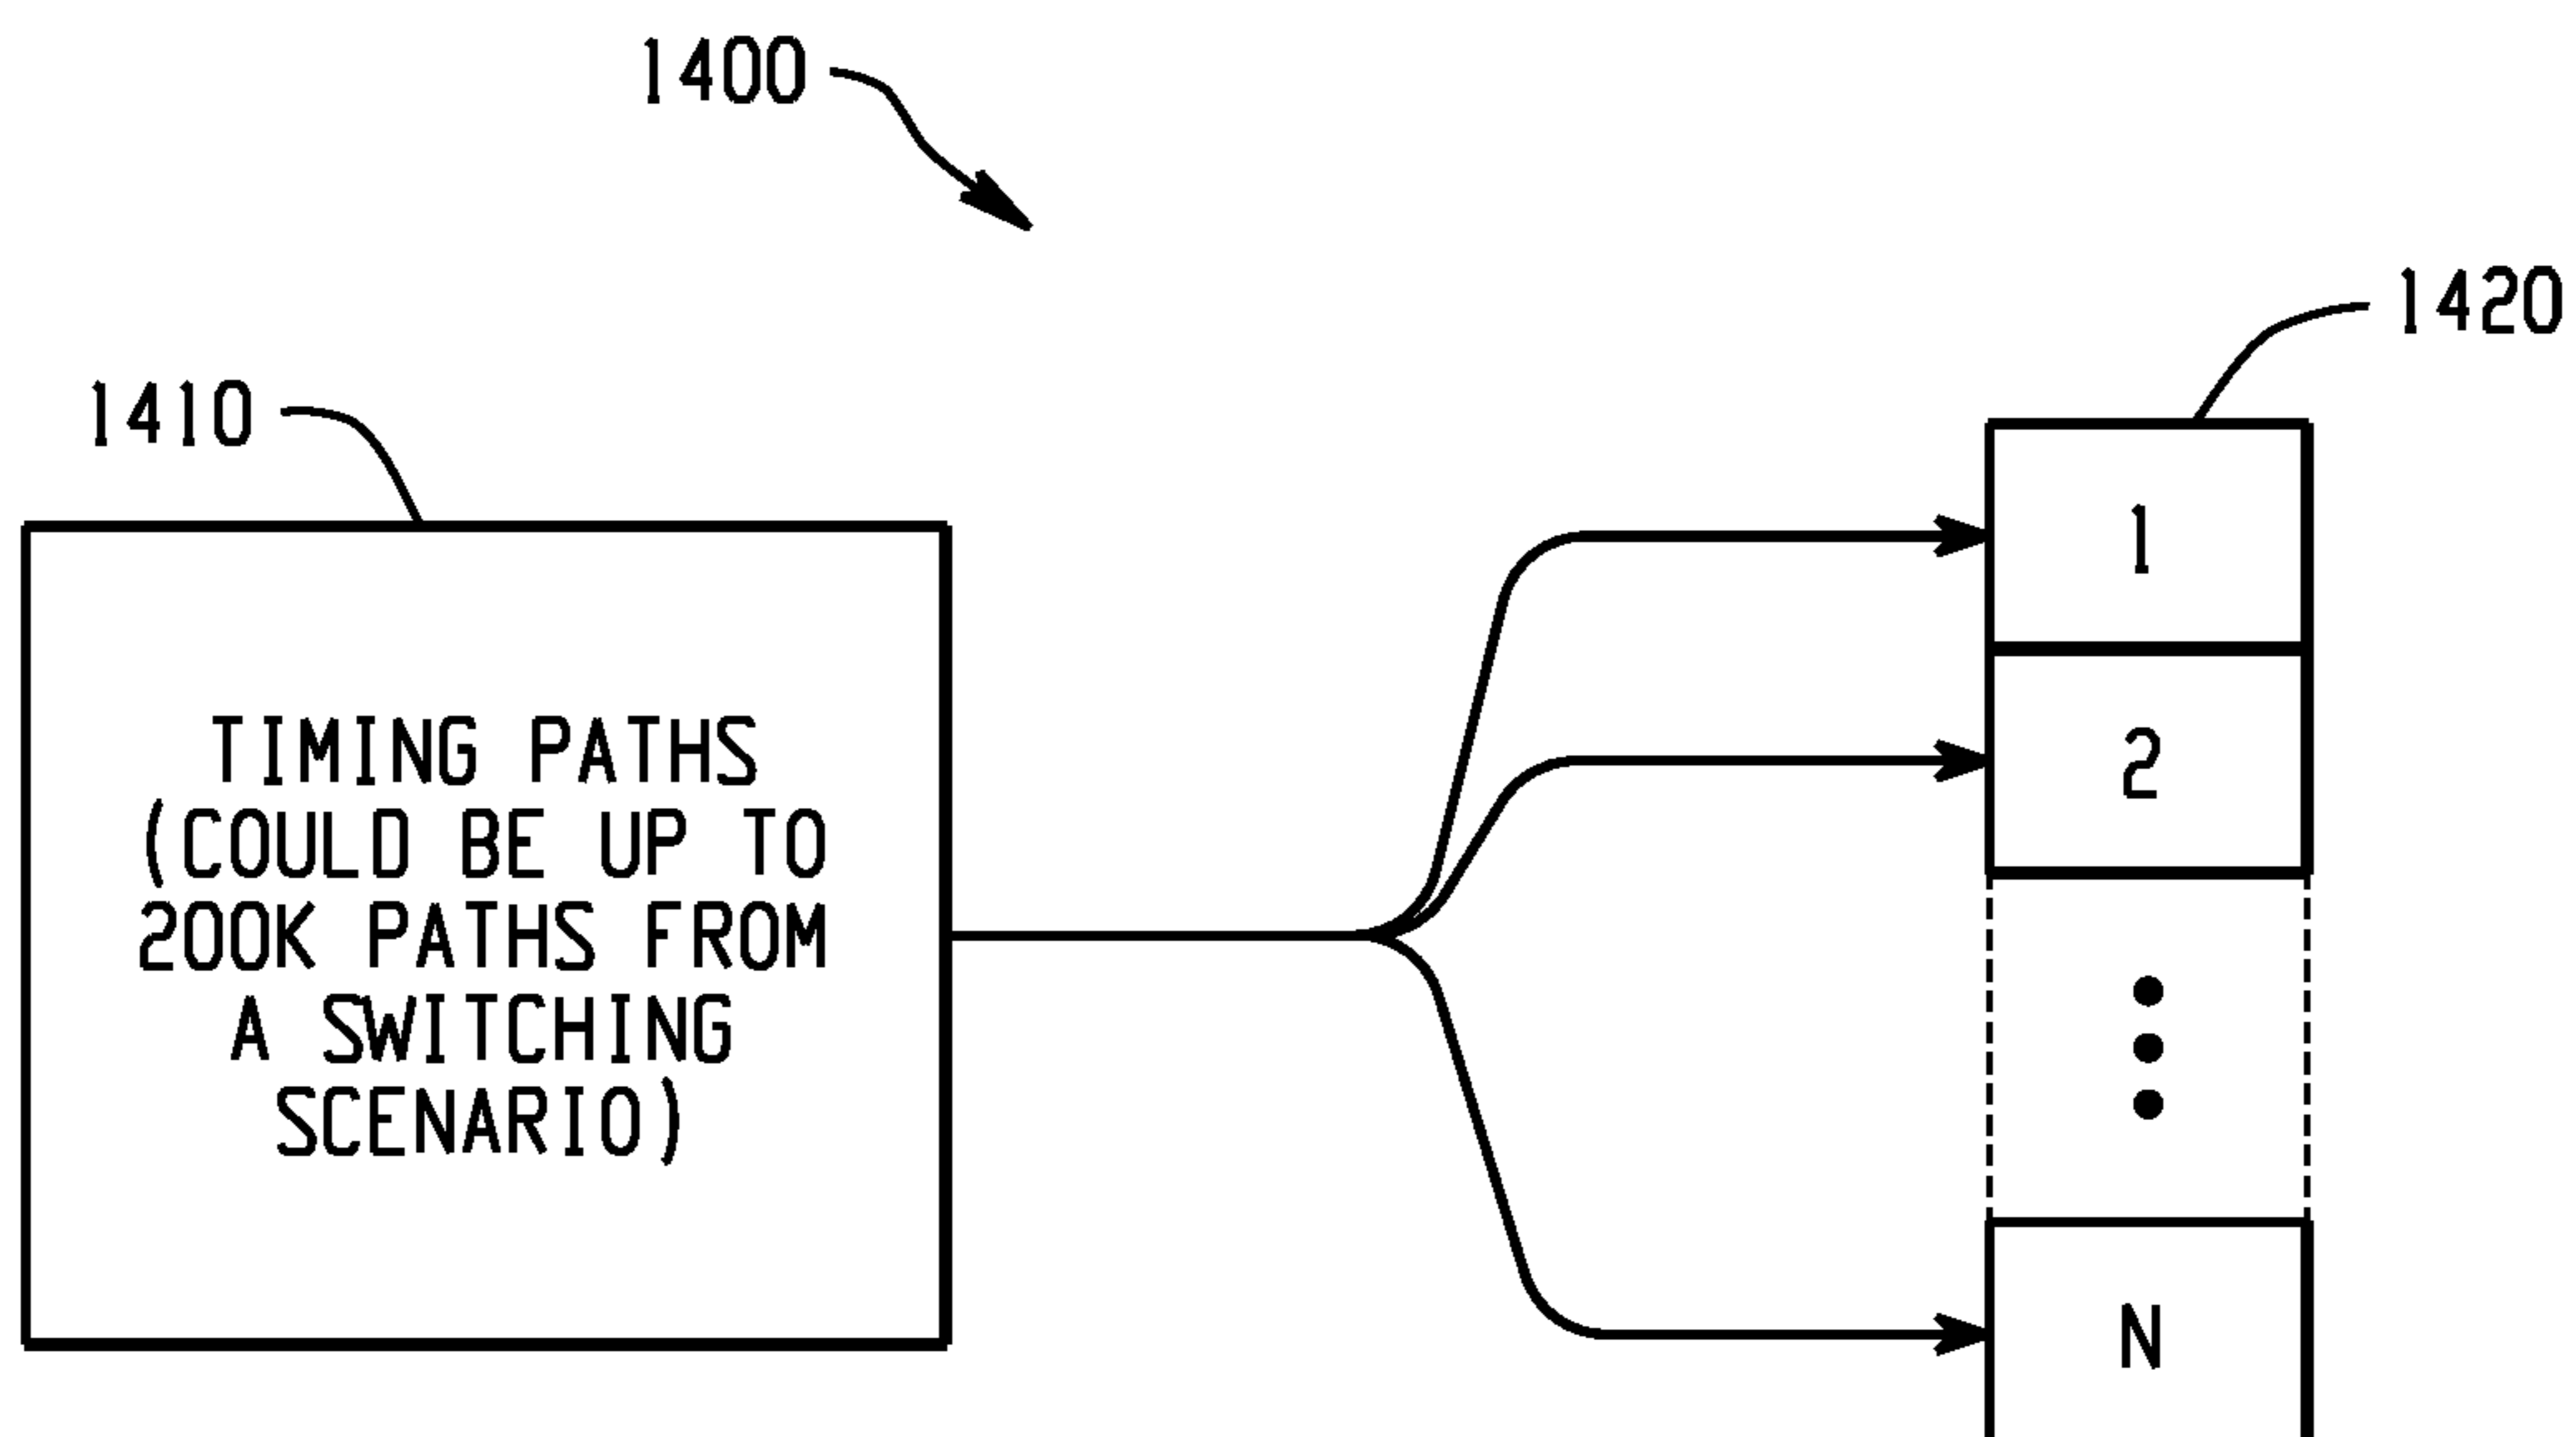 1400
1420
1410
1
2
TIMING PATHS
(COULD BE UP TO
200K PATHS FROM
A SWITCHING
SCENARIO)
N